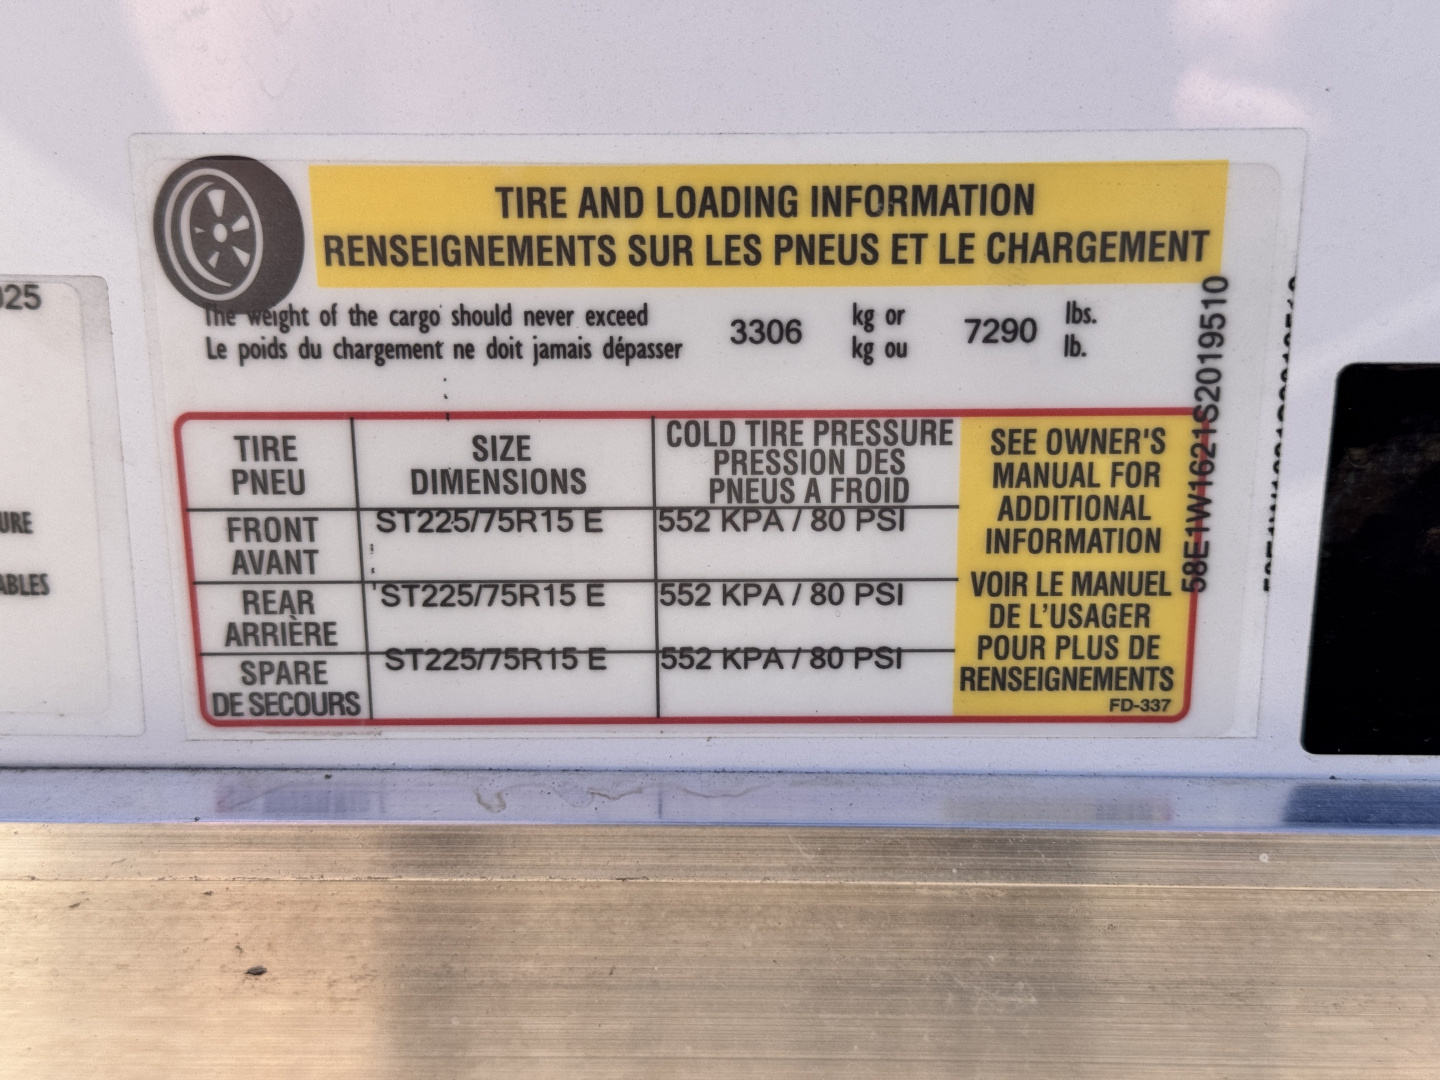 025
URE
ABLES
TIRE AND LOADING INFORMATION
RENSEIGNEMENTS SUR LES PNEUS ET LE CHARGEMENT
The weight of the cargo should never exceed 3306 kg or 7290 lbs.
Le poids du chargement ne doit jamais dépasser kg ou lb.
TIRE
PNEU
SIZE
DIMENSIONS
COLD TIRE PRESSURE
PRESSION DES
PNEUS A FROID
FRONT
AVANT
ST225/75R15 E
552 KPA / 80 PSI
REAR
ARRIÈRE
ST225/75R15 E
552 KPA / 80 PSI
SPARE
DE SECOURS
ST225/75R15 E
552 KPA / 80 PSI
SEE OWNER'S
MANUAL FOR
ADDITIONAL
INFORMATION
VOIR LE MANUEL
DE L'USAGER
POUR PLUS DE
RENSEIGNEMENTS
FD-337
58E1W1621S2019510